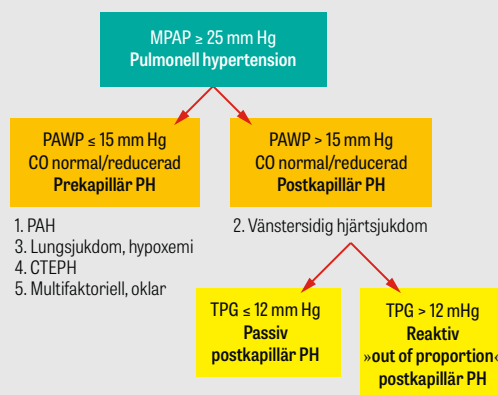 MPAP ≥ 25 mm Hg
Pulmonell hypertension
PAWP ≤ 15 mm Hg
CO normal/reducerad
Prekapillär PH
PAWP > 15 mm Hg
CO normal/reducerad
Postkapillär PH
1. PAH
3. Lungsjukdom, hypoxemi
4. CTEPH
5. Multifaktoriell, oklar
2. Vänstersidig hjärtsjukdom
TPG ≤ 12 mm Hg
Passiv
postkapillär PH
TPG > 12 mHg
Reaktiv
»out of proportion«
postkapillär PH